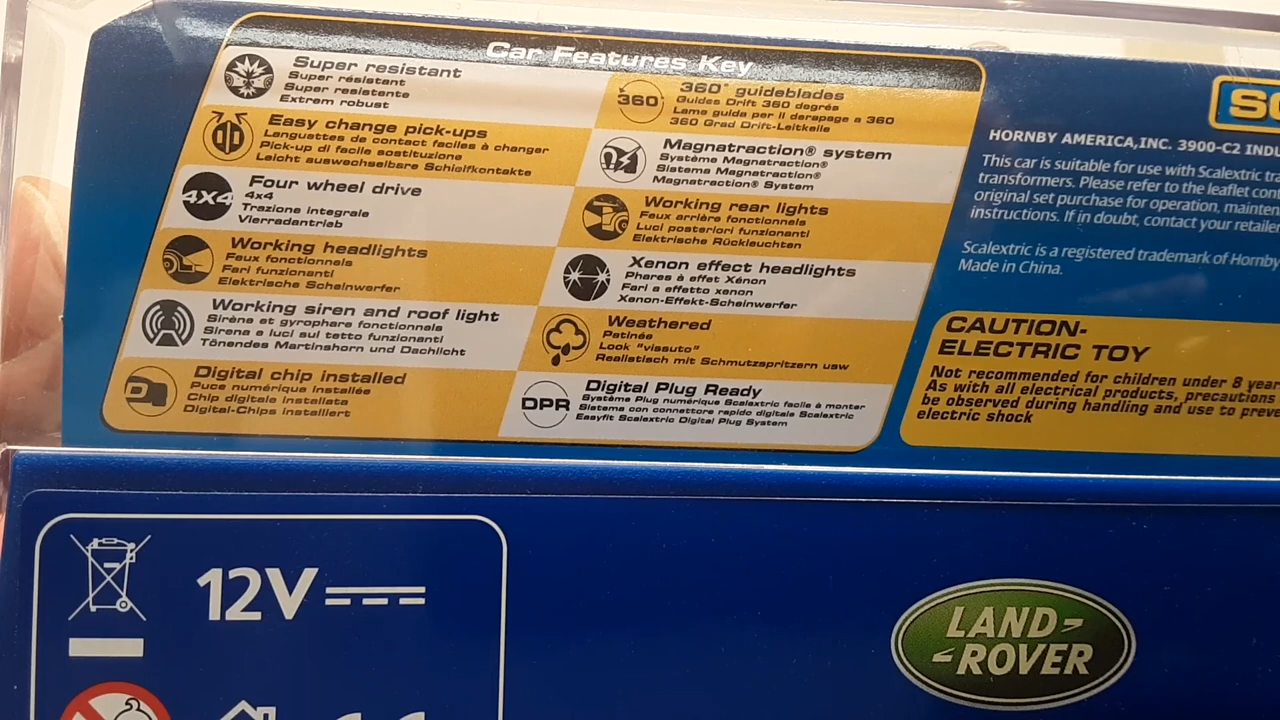 Car Features Key
Super resistant
Super résistant
Super resistente
Extrem robust
Easy change pick-ups
Languettes de contact faciles à changer
Pick-up di facile sostituzione
Leicht auswechselbare Schleifkontakte
4X4
Four wheel drive
4x4
Trazione integrale
Vierradantrieb
Working headlights
Feux fonctionnels
Fari funzionanti
Elektrische Scheinwerfer
Working siren and roof light
Sirène et gyrophare fonctionnels
Sirena e luci sul tetto funzionanti
Tönendes Martinshorn und Dachlicht
D
Digital chip installed
Puce numérique installée
Chip digitale installata
Digital-Chips installiert
360
360° guideblades
Guides Drift 360 degrés
Lame guida per il derapage a 360
360 Grad Drift-Leitkeile
Magnatraction® system
Système Magnatraction®
Sistema Magnatraction®
Magnatraction® System
Working rear lights
Feux arrière fonctionnels
Luci posteriori funzionanti
Elektrische Rückleuchten
Xenon effect headlights
Phares à effet Xénon
Fari a effetto xenon
Xenon-Effekt-Scheinwerfer
Weathered
Patinée
Look "vissuto"
Realistisch mit Schmutzspritzern usw
DPR
Digital Plug Ready
Système Plug numérique Scalextric facile à monter
Sistema con connettore rapido digitale Scalextric
Easyfit Scalextric Digital Plug System
HORNBY AMERICA,INC. 3900-C2
This car is suitable for use with Scalextric
transformers. Please refer to the leaflet
original set purchase for operation,
instructions. If in doubt, contact your
Scalextric is a registered trademark of Hornby
Made in China.
CAUTION-
ELECTRIC TOY
Not recommended for children under 8
As with all electrical products, precautions
be observed during handling and use to
electric shock
12V
LAND-
-ROVER